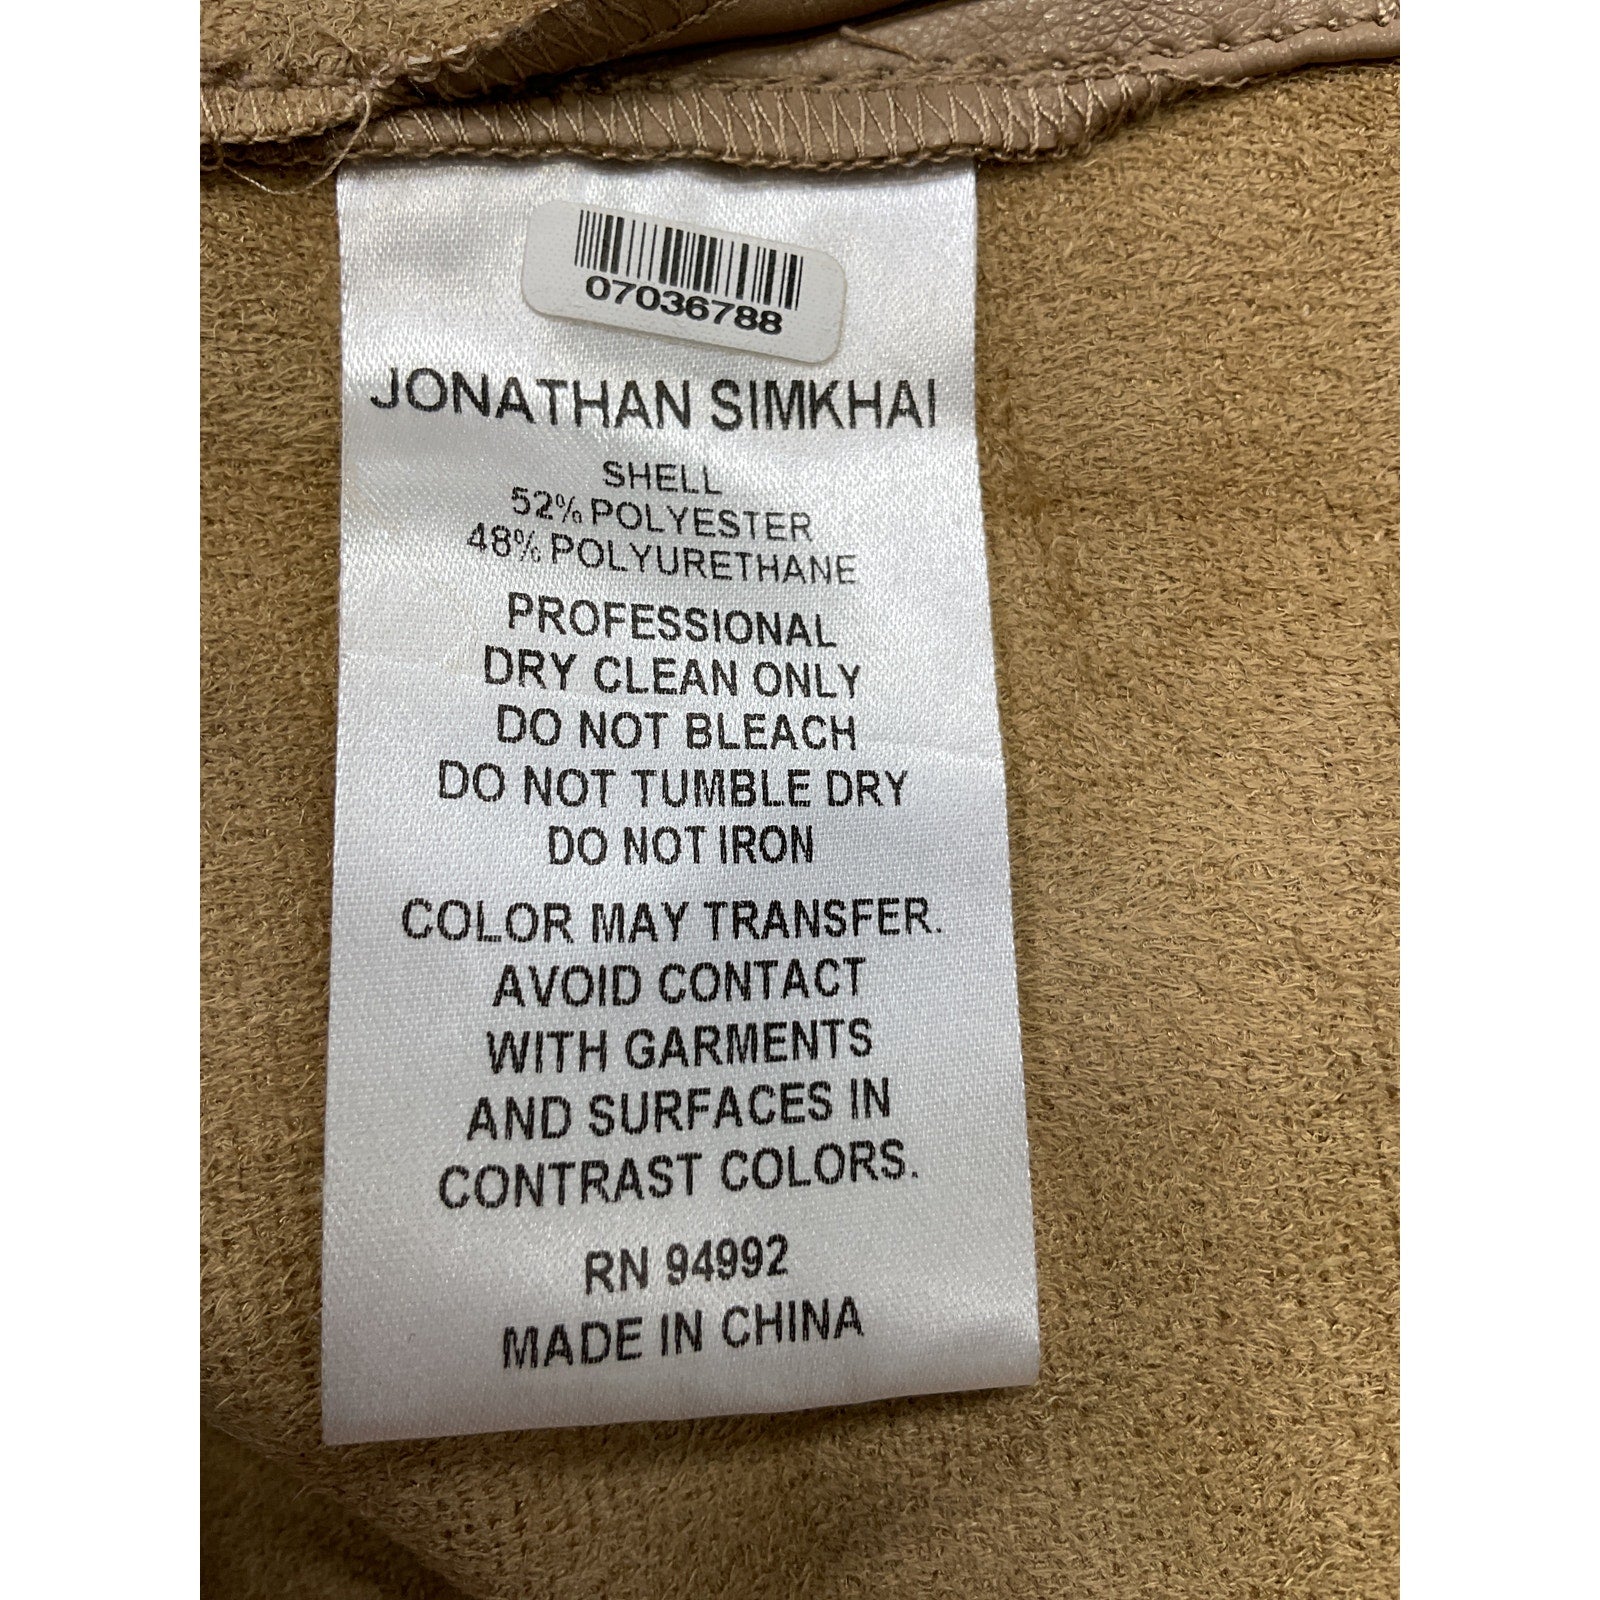 07036788
JONATHAN SIMKHAI
SHELL
52% POLYESTER
48% POLYURETHANE
PROFESSIONAL
DRY CLEAN ONLY
DO NOT BLEACH
DO NOT TUMBLE DRY
DO NOT IRON
COLOR MAY TRANSFER.
AVOID CONTACT
WITH GARMENTS
AND SURFACES IN
CONTRAST COLORS.
RN 94992
MADE IN CHINA